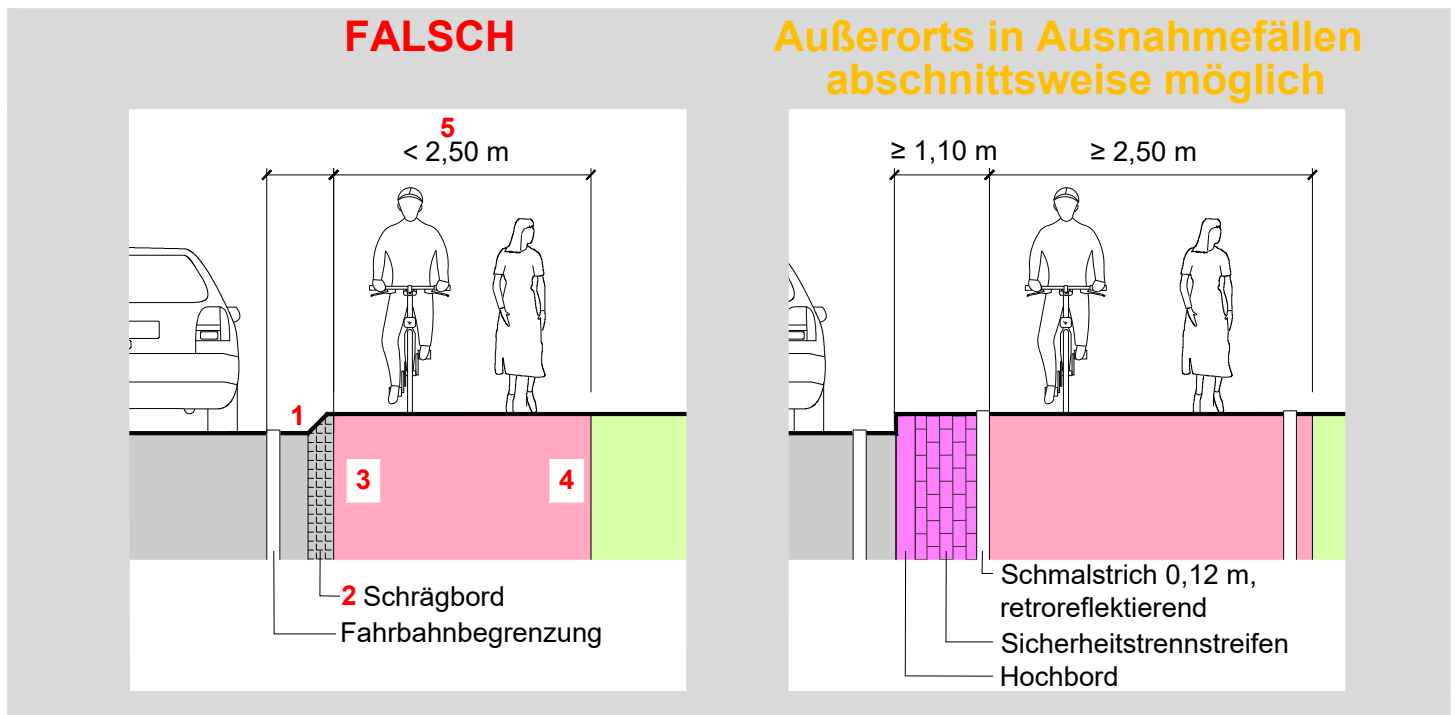 FALSCH
5
< 2,50 m
1
3
4
2 Schrägbord
Fahrbahnbegrenzung
Außerorts in Ausnahmefällen
abschnittsweise möglich
≥ 1,10 m
≥ 2,50 m
Schmalstrich 0,12 m,
retroreflektierend
Sicherheitstrennstreifen
Hochbord